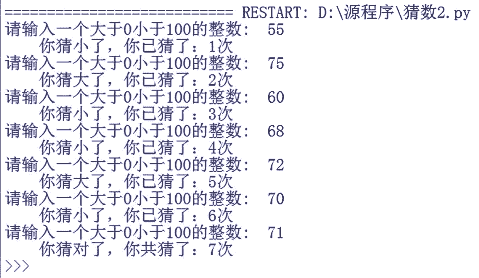 =========================== RESTART: D:\源程序\猜数2.py
请输入一个大于0小于100的整数: 55
你猜小了，你已猜了：1次
请输入一个大于0小于100的整数: 75
你猜大了，你已猜了：2次
请输入一个大于0小于100的整数: 60
你猜小了，你已猜了：3次
请输入一个大于0小于100的整数: 68
你猜小了，你已猜了：4次
请输入一个大于0小于100的整数: 72
你猜大了，你已猜了：5次
请输入一个大于0小于100的整数: 70
你猜小了，你已猜了：6次
请输入一个大于0小于100的整数: 71
你猜对了，你共猜了：7次
>>>